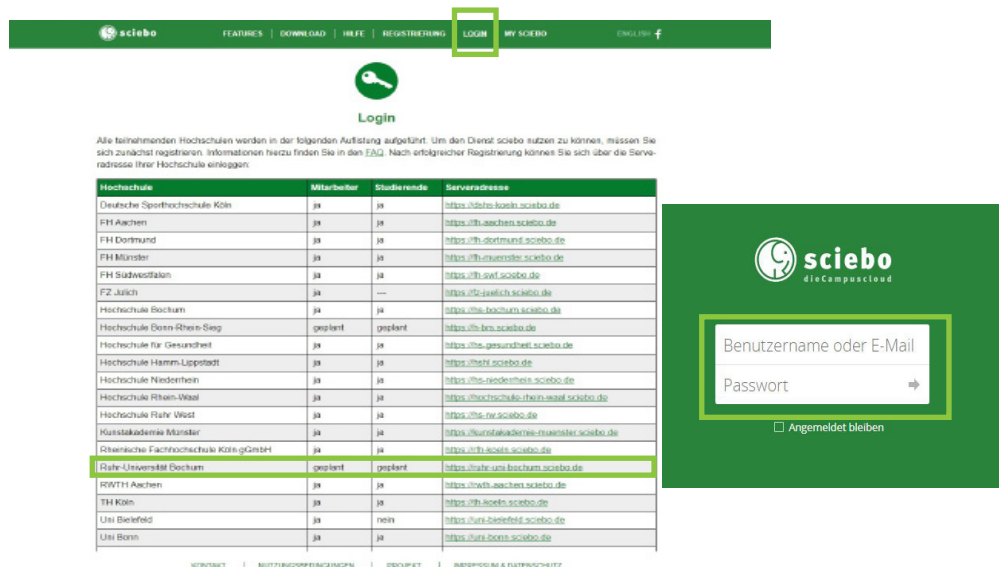 sciebo FEATURES | DOWNLOAD | HILFE | REGISTRIERUNG LOGIN MY SCIEBO ENGLISH f
Login
Alle teilnehmenden Hochschulen werden in der folgenden Auflistung aufgeführt. Um den Dienst sciebo nutzen zu können, müssen Sie
sich zunächst registrieren. Informationen hierzu finden Sie in den FAQ. Nach erfolgreicher Registrierung können Sie sich über die Serve-
radresse Ihrer Hochschule einloggen:
Hochschule Mitarbeiter Studierende Serveradresse
Deutsche Sporthochschule Köln ja ja https://dshs-koeln.sciebo.de
FH Aachen ja ja https://fh-aachen.sciebo.de
FH Dortmund ja ja https://fh-dortmund.sciebo.de
FH Münster ja ja https://fh-muenster.sciebo.de
FH Südwestfalen ja ja https://fh-swf.sciebo.de
FZ Jülich ja --- https://fz-juelich.sciebo.de
Hochschule Bochum ja ja https://hs-bochum.sciebo.de
Hochschule Bonn-Rhein-Sieg geplant geplant https://h-brs.sciebo.de
Hochschule für Gesundheit ja ja https://hs-gesundheit.sciebo.de
Hochschule Hamm-Lippstadt ja ja https://hshl.sciebo.de
Hochschule Niederrhein ja ja https://hs-niederrhein.sciebo.de
Hochschule Rhein-Waal ja ja https://hochschule-rhein-waal.sciebo.de
Hochschule Ruhr West ja ja https://hs-rw.sciebo.de
Kunstakademie Münster ja ja https://kunstakademie-muenster.sciebo.de
Rheinische Fachhochschule Köln gGmbH ja ja https://rfh-koeln.sciebo.de
Ruhr-Universität Bochum geplant geplant https://ruhr-uni-bochum.sciebo.de
RWTH Aachen ja ja https://rwth-aachen.sciebo.de
TH Köln ja ja https://th-koeln.sciebo.de
Uni Bielefeld ja nein https://uni-bielefeld.sciebo.de
Uni Bonn ja ja https://uni-bonn.sciebo.de
KONTAKT | NUTZUNGSBEDINGUNGEN | PROJEKT | IMPRESSUM & DATENSCHUTZ
sciebo
dieCampuscloud
Benutzername oder E-Mail
Passwort
Angemeldet bleiben